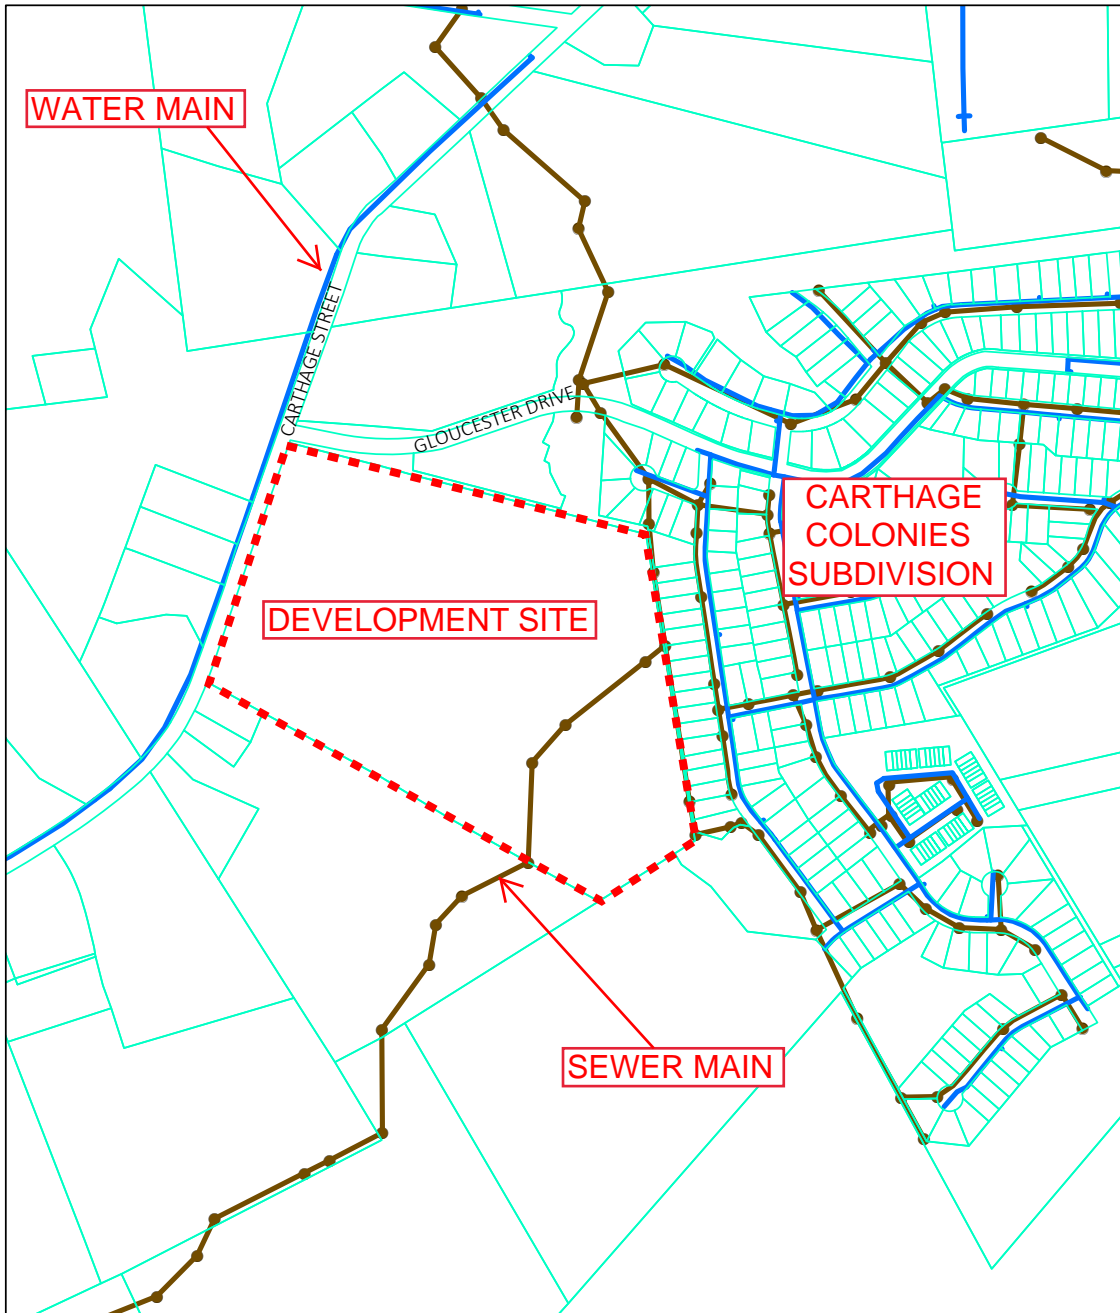 WATER MAIN
CARTHAGE STREET
GLOUCESTER DRIVE
CARTHAGE
COLONIES
SUBDIVISION
DEVELOPMENT SITE
SEWER MAIN